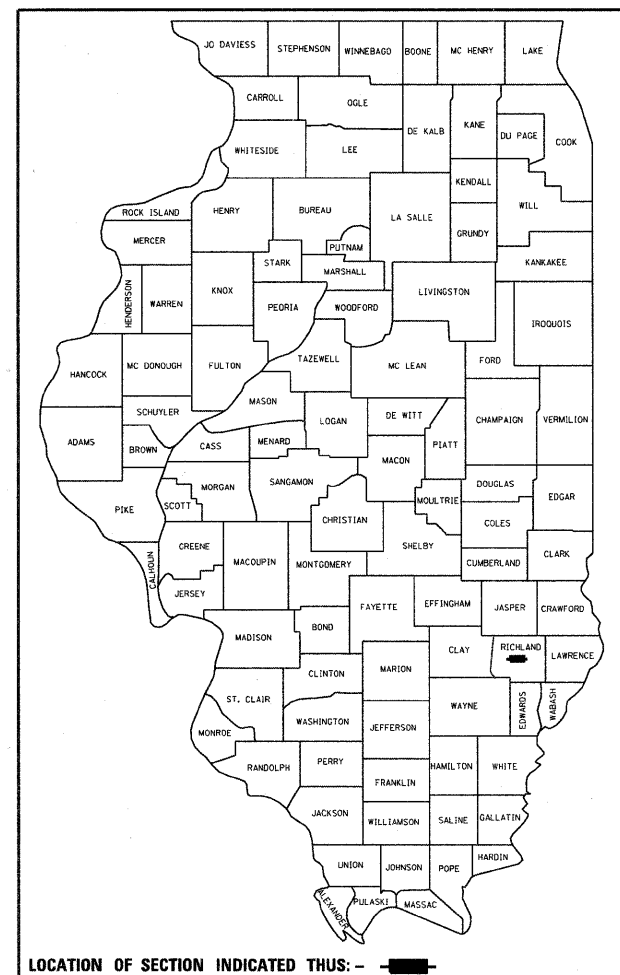 JO DAVIESS STEPHENSON WINNEBAGO BOONE MC HENRY LAKE
CARROLL OGLE DE KALB KANE DU PAGE COOK
WHITESIDE LEE
KENDALL
ROCK ISLAND HENRY BUREAU LA SALLE GRUNDY WILL
MERCER PUTNAM
STARK MARSHALL KANKAKEE
HENDERSON WARREN KNOX PEORIA WOODFORD LIVINGSTON IROQUOIS
HANCOCK MC DONOUGH FULTON TAZEWELL MC LEAN FORD
SCHUYLER MASON LOGAN DE WITT CHAMPAIGN VERMILION
ADAMS BROWN CASS MENARD MACON PIATT
PIKE SCOTT MORGAN SANGAMON CHRISTIAN MOULTRIE DOUGLAS EDGAR
COLES
CALHOUN GREENE MACOUPIN MONTGOMERY SHELBY CUMBERLAND CLARK
JERSEY FAYETTE EFFINGHAM JASPER CRAWFORD
MADISON BOND CLAY RICHLAND LAWRENCE
CLINTON MARION
ST. CLAIR WASHINGTON JEFFERSON WAYNE EDWARDS WABASH
MONROE
RANDOLPH PERRY FRANKLIN HAMILTON WHITE
JACKSON WILLIAMSON SALINE GALLATIN
UNION JOHNSON POPE HARDIN
ALEXANDER PULASKI MASSAC
LOCATION OF SECTION INDICATED THUS: -